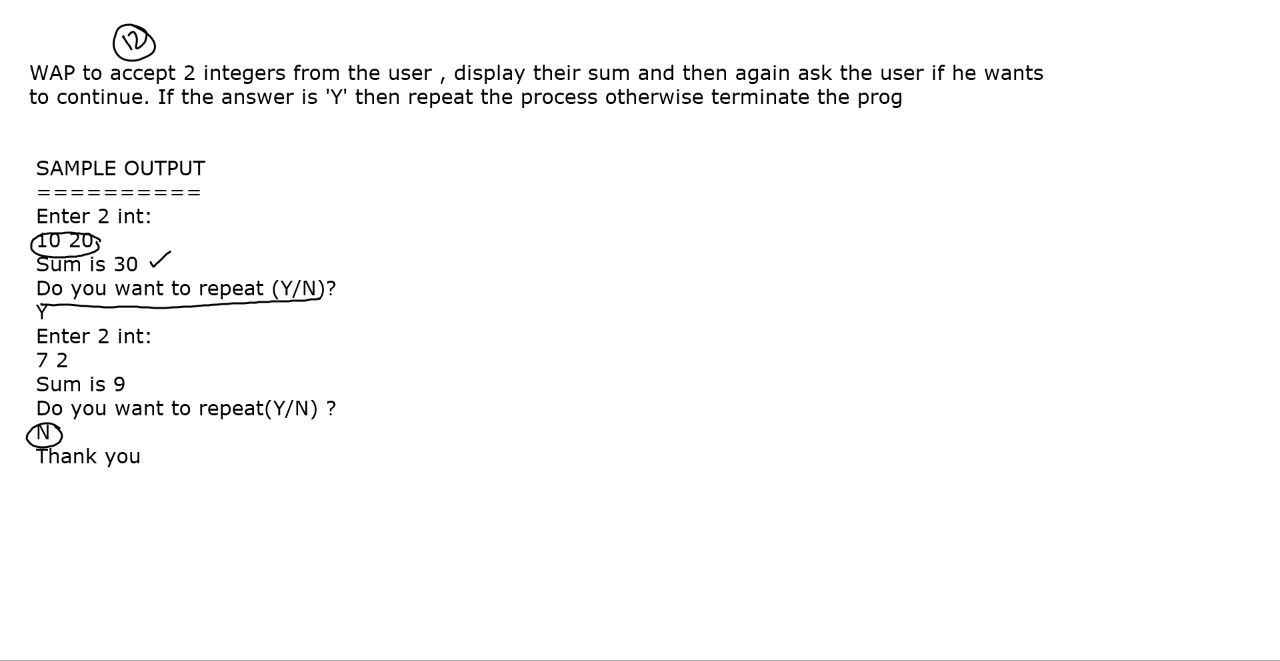 12
WAP to accept 2 integers from the user , display their sum and then again ask the user if he wants
to continue. If the answer is 'Y' then repeat the process otherwise terminate the prog
SAMPLE OUTPUT
==========
Enter 2 int:
10 20
Sum is 30
Do you want to repeat (Y/N)?
Y
Enter 2 int:
7 2
Sum is 9
Do you want to repeat(Y/N) ?
N
Thank you